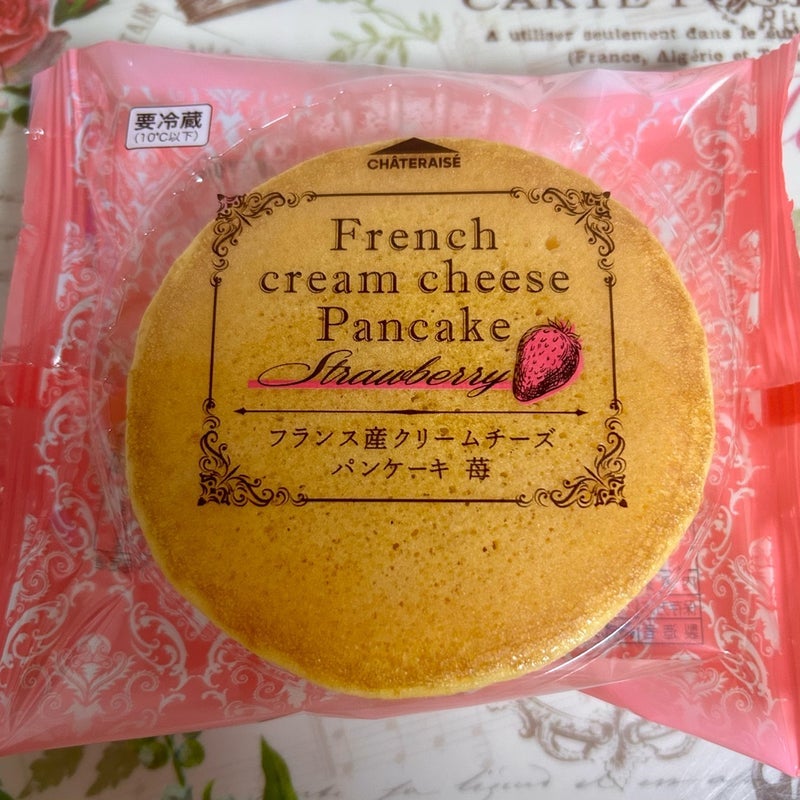 CARTE POST
A utiliser seulement dans le
(France, Algérie et
要冷蔵
(10℃以下)
CHÂTERAISÉ
French
cream cheese
Pancake
Strawberry
フランス産クリームチーズ
パンケーキ 苺